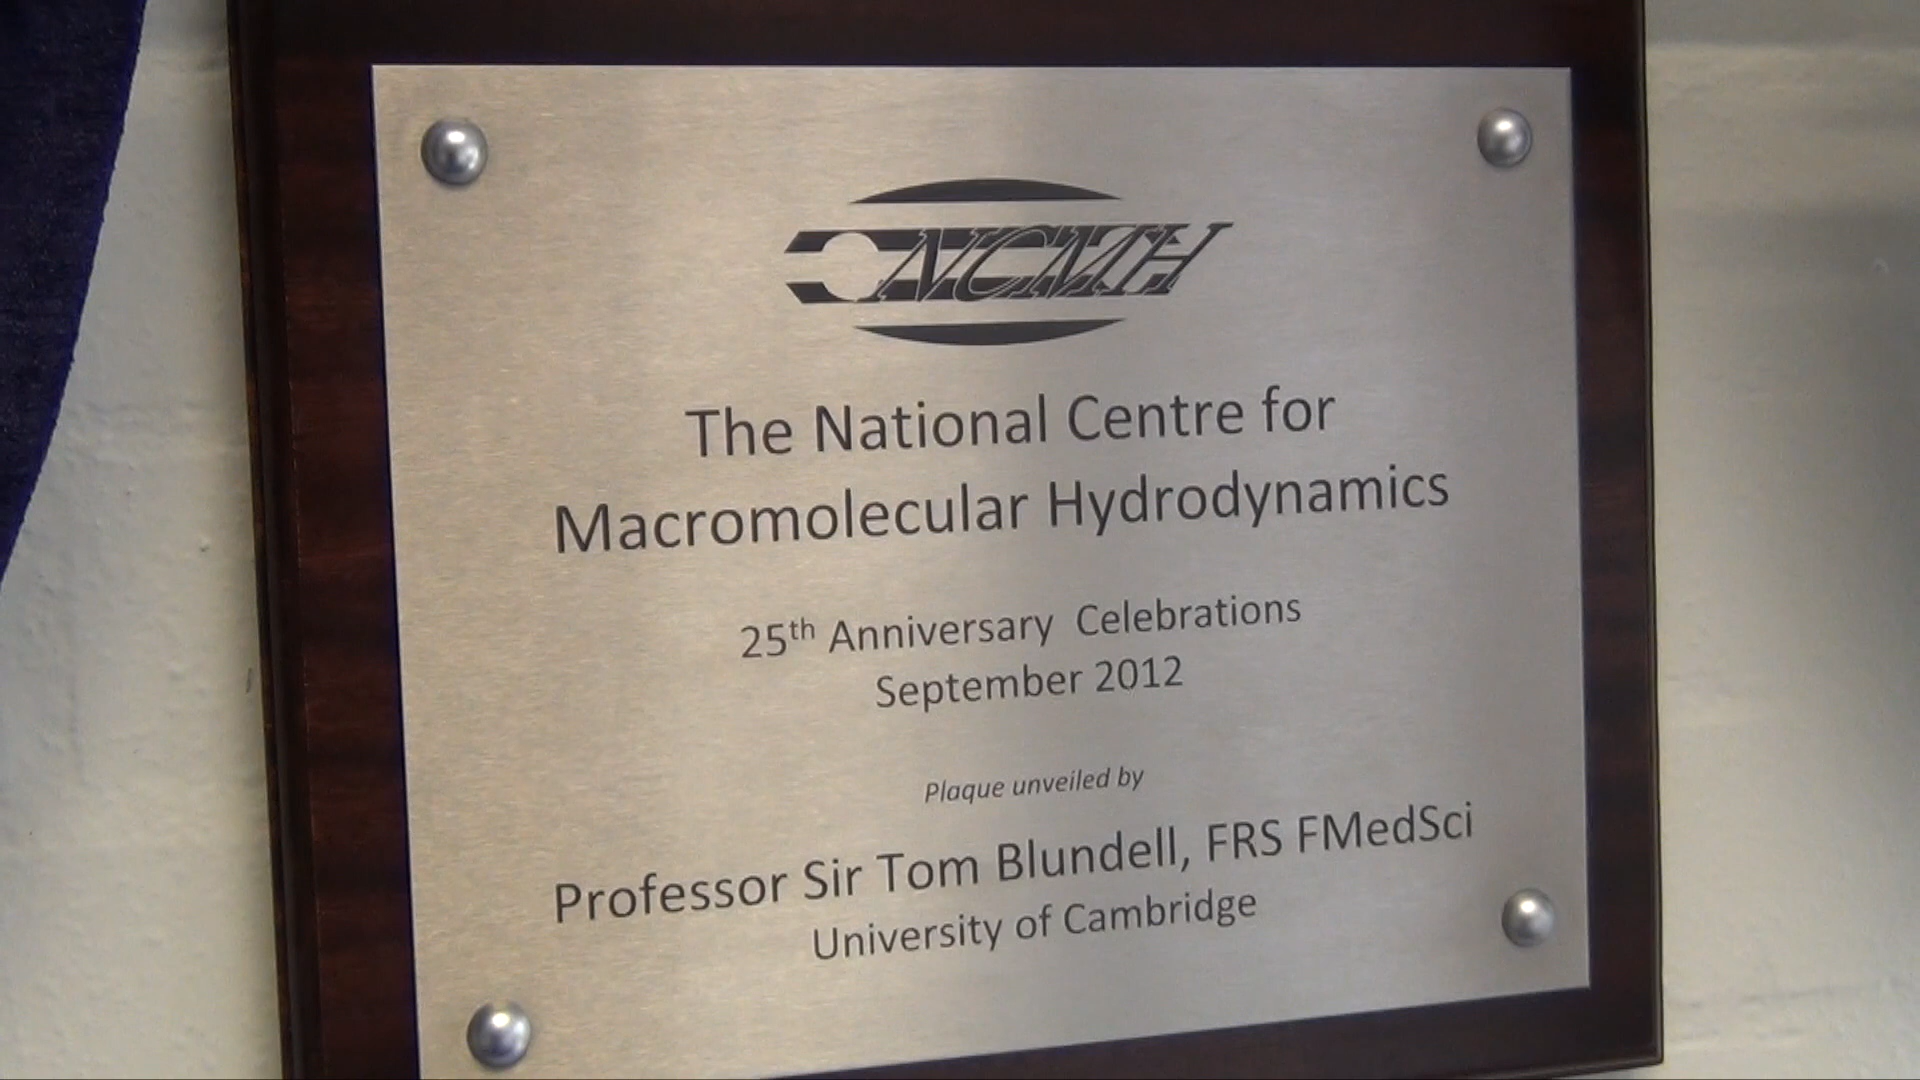 NCMH
The National Centre for
Macromolecular Hydrodynamics
25th Anniversary Celebrations
September 2012
Plaque unveiled by
Professor Sir Tom Blundell, FRS FMedSci
University of Cambridge